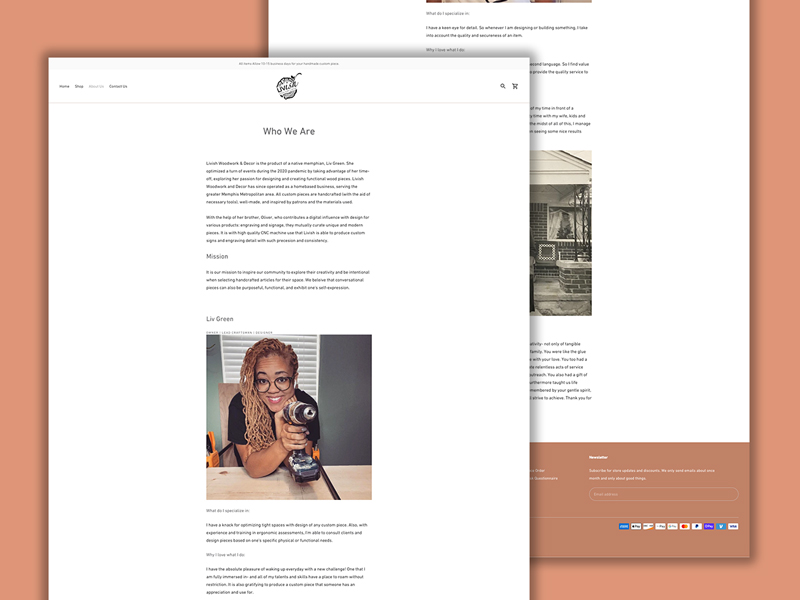 All items Allow 10-15 business days for your handmade custom piece.
Home Shop About Us Contact Us
Livish
Who We Are
Livish Woodwork & Decor is the product of a native memphian, Liv Green. She
optimized a turn of events during the 2020 pandemic by taking advantage of her time-
off, exploring her passion for designing and creating functional wood pieces. Livish
Woodwork and Decor has since operated as a homebased business, serving the
greater Memphis Metropolitan area. All custom pieces are handcrafted (with the aid of
necessary tools), well-made, and inspired by patrons and the materials used.
With the help of her brother, Oliver, who contributes a digital influence with design for
various products: engraving and signage, they mutually curate unique and modern
pieces. It is with high quality CNC machine use that Livish is able to produce custom
signs and engraving detail with such precesion and consistency.
Mission
It is our mission to inspire our community to explore their creativity and be intentional
when selecting handcrafted articles for their space. We believe that conversational
pieces can also be purposeful, functional, and exhibit one's self-expression.
Liv Green
OWNER | LEAD CRAFTSMAN | DESIGNER
What do I specialize in:
I have a knack for optimizing tight spaces with design of any custom piece. Also, with
experience and training in ergonomic assessments, I'm able to consult clients and
design pieces based on one's specific physical or functional needs.
Why I love what I do:
I have the absolute pleasure of waking up everyday with a new challenge! One that I
am fully immersed in- and all of my talents and skills have a place to roam without
restriction. It is also gratifying to produce a custom piece that someone has an
appreciation and use for.
What do I specialize in:
I have a keen eye for detail. So whenever I am designing or building something, I take
into account the quality and secureness of an item.
Why I love what I do:
second language. So I find value
provide the quality service to
of my time in front of a
time with my wife, kids and
the midst of all of this, I manage
seeing some nice results
ativity- not only of tangible
family. You were like the glue
with your love. You too had a
relentless acts of service
outreach. You also had a gift of
furthermore taught us life
remembered by your gentle spirit,
strive to achieve. Thank you for
Order
Questionnaire
Newsletter
Subscribe for store updates and discounts. We only send emails about once
month and only about good things.
Email address
Pay
Pay
VISA